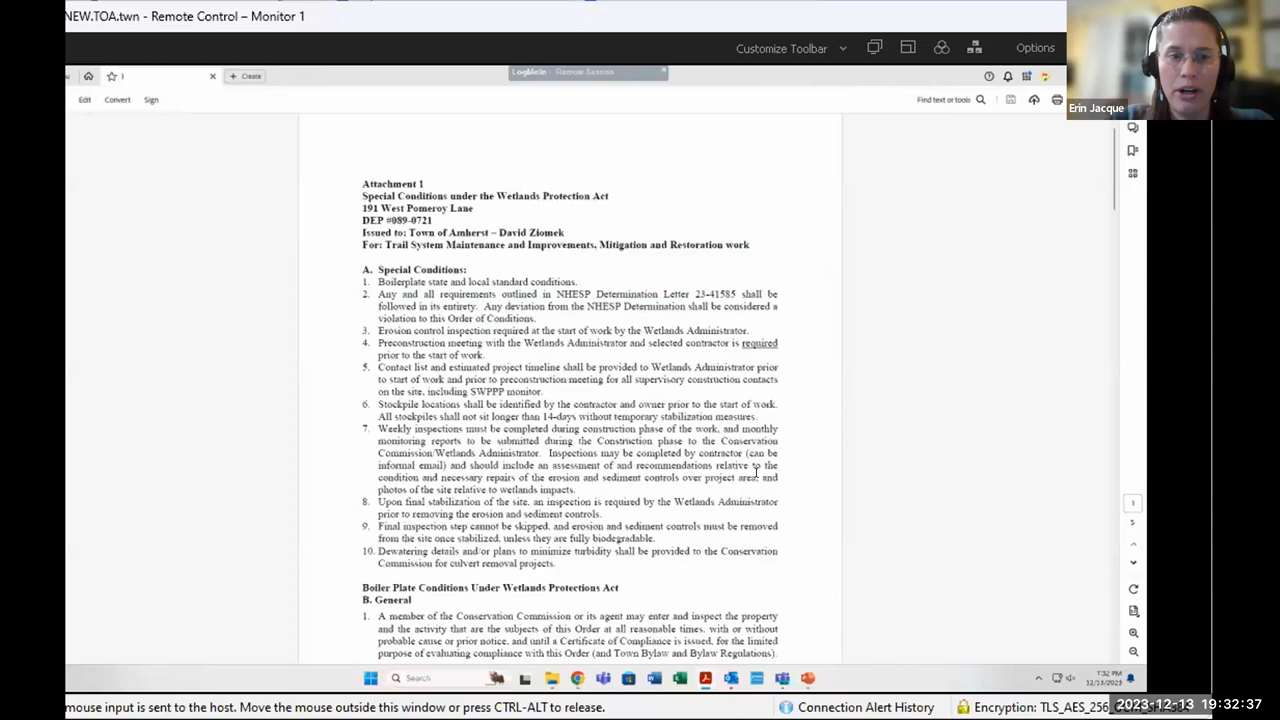 NEW.TOA.twn - Remote Control – Monitor 1
Customize Toolbar
Options
Erin Jacque
1
Create
LogMeIn - Remote Session
Edit Convert Sign
Find text or tools
Attachment 1
Special Conditions under the Wetlands Protection Act
191 West Pomeroy Lane
DEP #089-0721
Issued to: Town of Amherst – David Ziomek
For: Trail System Maintenance and Improvements, Mitigation and Restoration work
A. Special Conditions:
1. Boilerplate state and local standard conditions.
2. Any and all requirements outlined in NHESP Determination Letter 23-41585 shall be
followed in its entirety. Any deviation from the NHESP Determination shall be considered a
violation to this Order of Conditions.
3. Erosion control inspection required at the start of work by the Wetlands Administrator.
4. Preconstruction meeting with the Wetlands Administrator and selected contractor is required
prior to the start of work.
5. Contact list and estimated project timeline shall be provided to Wetlands Administrator prior
to start of work and prior to preconstruction meeting for all supervisory construction contacts
on the site, including SWPPP monitor.
6. Stockpile locations shall be identified by the contractor and owner prior to the start of work.
All stockpiles shall not sit longer than 14-days without temporary stabilization measures.
7. Weekly inspections must be completed during construction phase of the work, and monthly
monitoring reports to be submitted during the Construction phase to the Conservation
Commission/Wetlands Administrator. Inspections may be completed by contractor (can be
informal email) and should include an assessment of and recommendations relative to the
condition and necessary repairs of the erosion and sediment controls over project area, and
photos of the site relative to wetlands impacts.
8. Upon final stabilization of the site, an inspection is required by the Wetlands Administrator
prior to removing the erosion and sediment controls.
9. Final inspection step cannot be skipped, and erosion and sediment controls must be removed
from the site once stabilized, unless they are fully biodegradable.
10. Dewatering details and/or plans to minimize turbidity shall be provided to the Conservation
Commission for culvert removal projects.
Boiler Plate Conditions Under Wetlands Protections Act
B. General
1. A member of the Conservation Commission or its agent may enter and inspect the property
and the activity that are the subjects of this Order at all reasonable times, with or without
probable cause or prior notice, and until a Certificate of Compliance is issued, for the limited
purpose of evaluating compliance with this Order (and Town Bylaw and Bylaw Regulations).
1
5
Search
7:32 PM
12/13/2023
mouse input is sent to the host. Move the mouse outside this window or press CTRL-ALT to release.
Connection Alert History
Encryption: TLS_AES_256_
2023-12-13 19:32:37